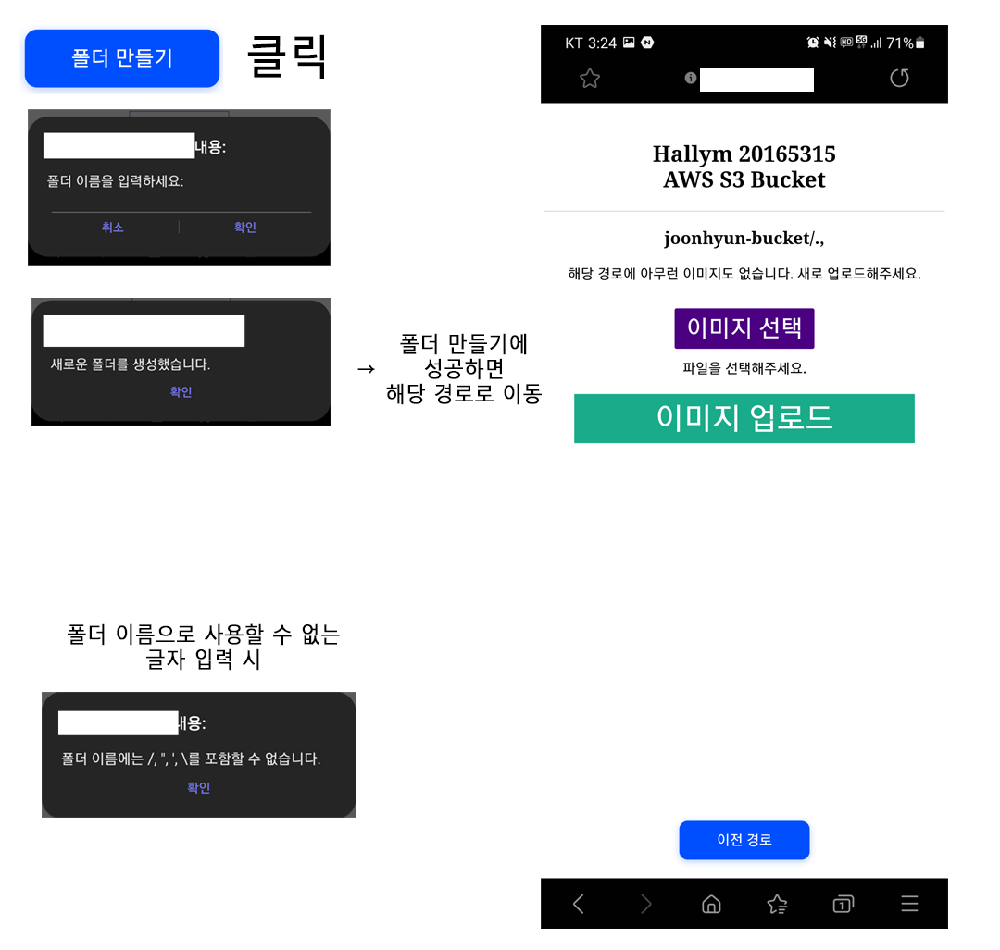 폴더 만들기
클릭
내용:
폴더 이름을 입력하세요:
취소 | 확인
새로운 폴더를 생성했습니다.
확인
→
폴더 만들기에
성공하면
해당 경로로 이동
폴더 이름으로 사용할 수 없는
글자 입력 시
내용:
폴더 이름에는 /, ", ', \를 포함할 수 없습니다.
확인
KT 3:24 N HD 5G 71%
Hallym 20165315
AWS S3 Bucket
joonhyun-bucket/.,
해당 경로에 아무런 이미지도 없습니다. 새로 업로드해주세요.
이미지 선택
파일을 선택해주세요.
이미지 업로드
이전 경로
1